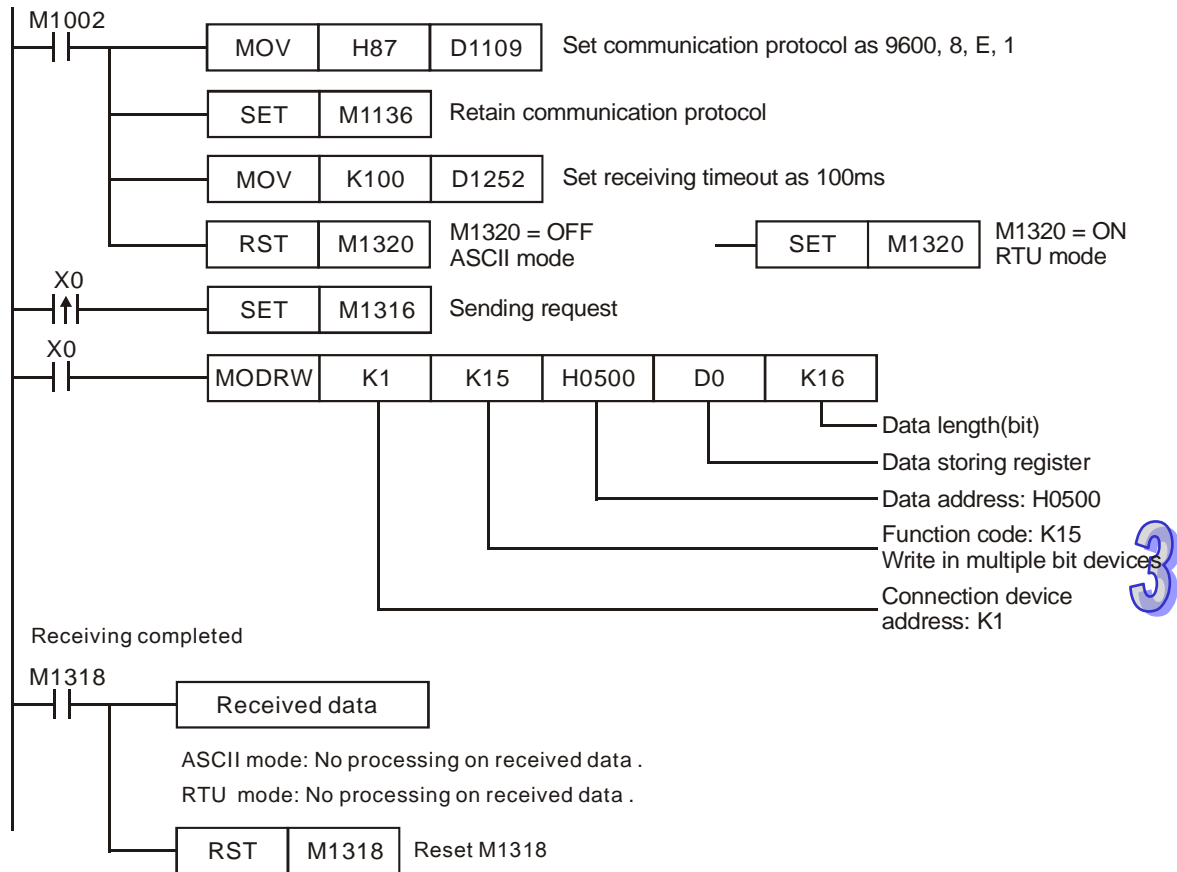 M1002
MOV H87 D1109 Set communication protocol as 9600, 8, E, 1
SET M1136 Retain communication protocol
MOV K100 D1252 Set receiving timeout as 100ms
RST M1320 M1320 = OFF
ASCII mode
SET M1320 M1320 = ON
RTU mode
X0
SET M1316 Sending request
X0
MODRW K1 K15 H0500 D0 K16
Data length(bit)
Data storing register
Data address: H0500
Function code: K15
Write in multiple bit devices
3
Connection device
address: K1
Receiving completed
M1318
Received data
ASCII mode: No processing on received data .
RTU mode: No processing on received data .
RST M1318 Reset M1318